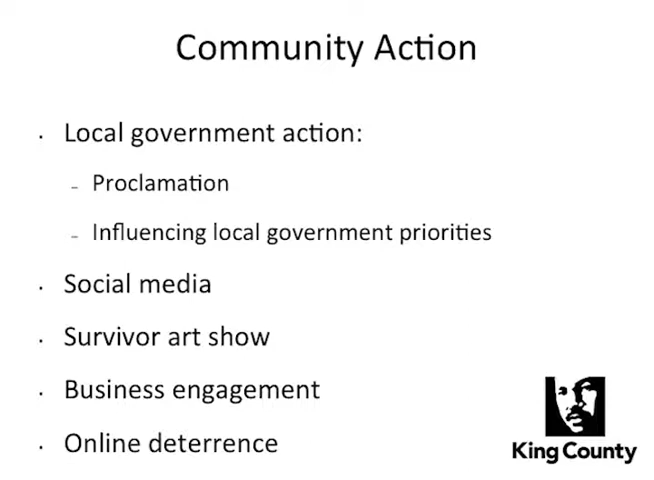 Community Action
· Local government action:
– Proclamation
– Influencing local government priorities
· Social media
· Survivor art show
· Business engagement
· Online deterrence
King County